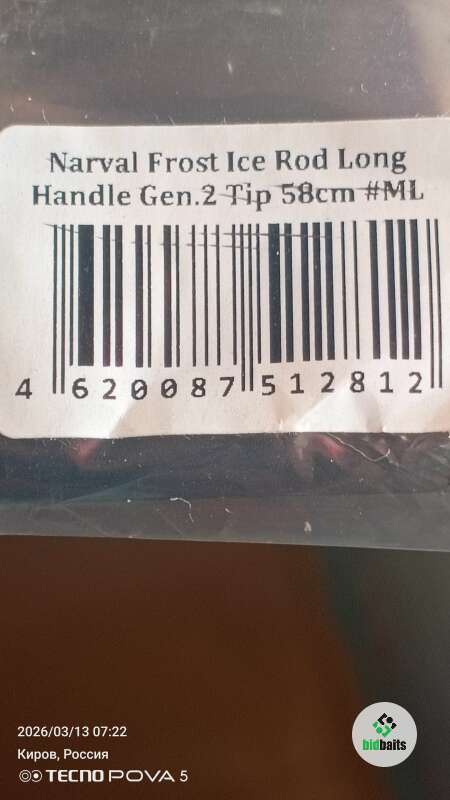 Narval Frost Ice Rod Long
Handle Gen.2 Tip 58cm #ML
4 620087 512812
2026/03/13 07:22
Киров, Россия
TECNO POVA 5
bidbaits